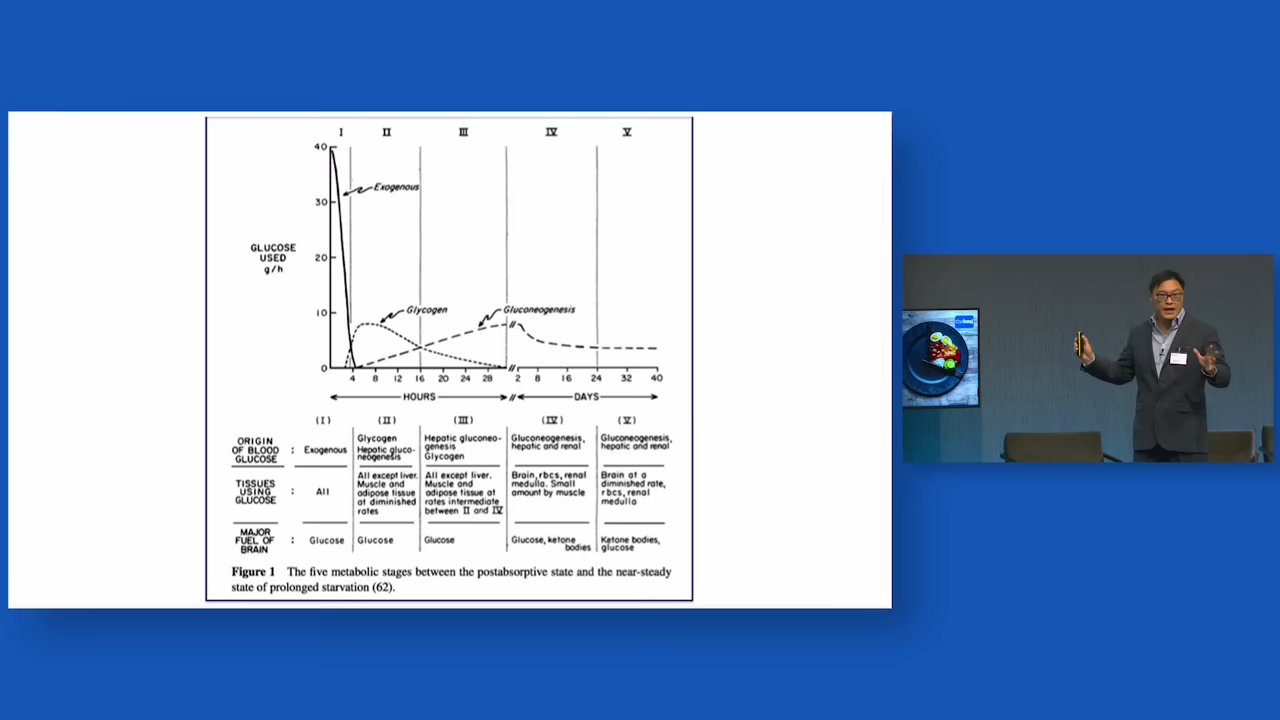 I II III IV V
40
30
20
10
0
Exogenous
GLUCOSE
USED
g/h
Glycogen
Gluconeogenesis
4 8 12 16 20 24 28 2 8 16 24 32 40
HOURS // DAYS
(I) (II) (III) (IV) (V)
ORIGIN
OF BLOOD
GLUCOSE
:
Exogenous
Glycogen
Hepatic gluco-
neogenesis
Hepatic gluconeo-
genesis
Glycogen
Gluconeogenesis,
hepatic and renal
Gluconeogenesis,
hepatic and renal
TISSUES
USING
GLUCOSE
:
All
All except liver.
Muscle and
adipose tissue
at diminished
rates
All except liver.
Muscle and
adipose tissue at
rates intermediate
between II and IV
Brain, rbcs, renal
medulla. Small
amount by muscle
Brain at a
diminished rate,
rbcs, renal
medulla
MAJOR
FUEL OF
BRAIN
:
Glucose
Glucose
Glucose
Glucose, ketone
bodies
Ketone bodies,
glucose
Figure 1 The five metabolic stages between the postabsorptive state and the near-steady
state of prolonged starvation (62).